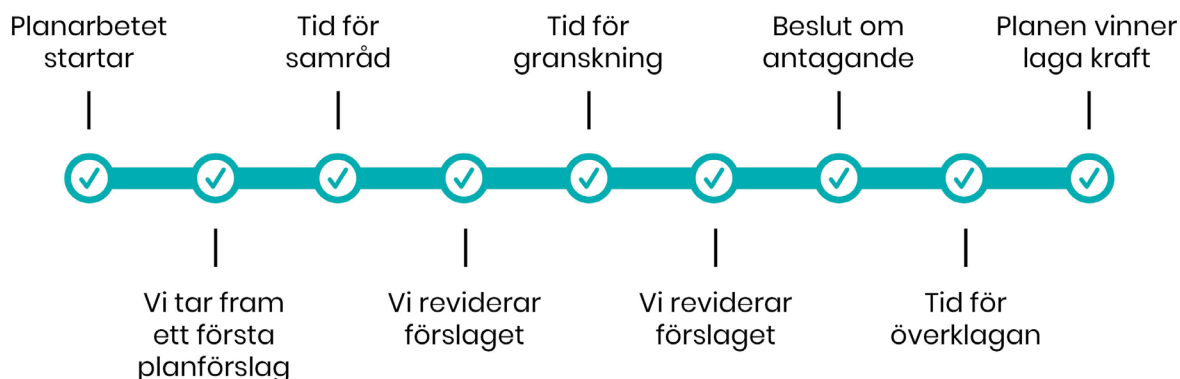 Planarbetet
startar
Tid för
samråd
Tid för
granskning
Beslut om
antagande
Planen vinner
laga kraft
Vi tar fram
ett första
planförslag
Vi reviderar
förslaget
Vi reviderar
förslaget
Tid för
överklagan